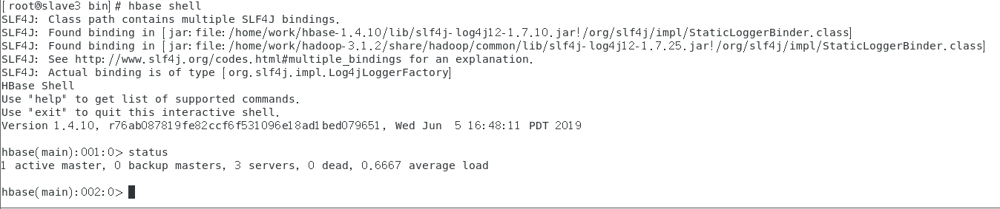 [root@slave3 bin]# hbase shell
SLF4J: Class path contains multiple SLF4J bindings.
SLF4J: Found binding in [jar:file:/home/work/hbase-1.4.10/lib/slf4j-log4j12-1.7.10.jar!/org/slf4j/impl/StaticLoggerBinder.class]
SLF4J: Found binding in [jar:file:/home/work/hadoop-3.1.2/share/hadoop/common/lib/slf4j-log4j12-1.7.25.jar!/org/slf4j/impl/StaticLoggerBinder.class]
SLF4J: See http://www.slf4j.org/codes.html#multiple_bindings for an explanation.
SLF4J: Actual binding is of type [org.slf4j.impl.Log4jLoggerFactory]
HBase Shell
Use "help" to get list of supported commands.
Use "exit" to quit this interactive shell.
Version 1.4.10, r76ab087819fe82ccf6f531096e18ad1bed079651, Wed Jun  5 16:48:11 PDT 2019
hbase(main):001:0> status
1 active master, 0 backup masters, 3 servers, 0 dead, 0.6667 average load
hbase(main):002:0>